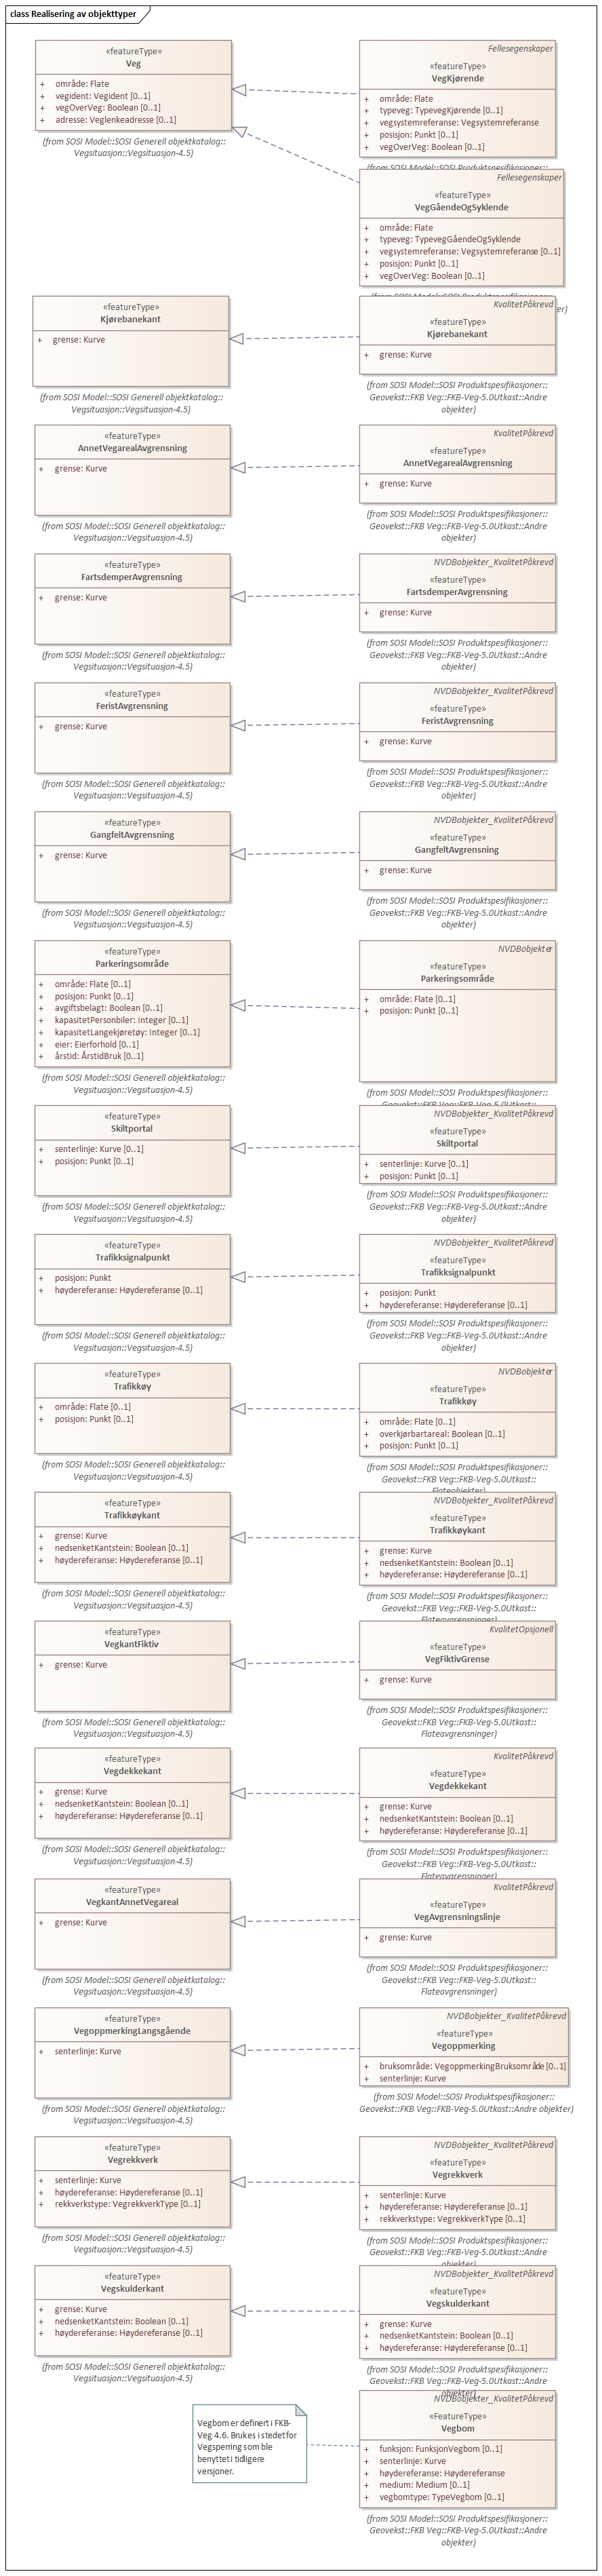 class Realisering av objekttyper
«featureType»
Veg
+ område: Flate
+ vegident: Vegident [0..1]
+ vegOverVeg: Boolean [0..1]
+ adresse: Veglenkeadresse [0..1]
(from SOSI Model::SOSI Generell objektkatalog::
Vegsituasjon::Vegsituasjon-4.5)
Fellesegenskaper
«featureType»
VegKjørende
+ område: Flate
+ typeveg: TypevegKjørende [0..1]
+ vegsystemreferanse: Vegsystemreferanse
+ posisjon: Punkt [0..1]
+ vegOverVeg: Boolean [0..1]
(from SOSI Model::SOSI Produktspesifikasjoner::
Fellesegenskaper
«featureType»
VegGåendeOgSyklende
+ område: Flate
+ typeveg: TypevegGåendeOgSyklende
+ vegsystemreferanse: Vegsystemreferanse [0..1]
+ posisjon: Punkt [0..1]
+ vegOverVeg: Boolean [0..1]
(from SOSI Model::SOSI Produktspesifikasjoner::
er)
«featureType»
Kjørebanekant
+ grense: Kurve
(from SOSI Model::SOSI Generell objektkatalog::
Vegsituasjon::Vegsituasjon-4.5)
KvalitetPåkrevd
«featureType»
Kjørebanekant
+ grense: Kurve
(from SOSI Model::SOSI Produktspesifikasjoner::
Geovekst::FKB Veg::FKB-Veg-5.0Utkast::Andre
objekter)
«featureType»
AnnetVegarealAvgrensning
+ grense: Kurve
(from SOSI Model::SOSI Generell objektkatalog::
Vegsituasjon::Vegsituasjon-4.5)
KvalitetPåkrevd
«featureType»
AnnetVegarealAvgrensning
+ grense: Kurve
(from SOSI Model::SOSI Produktspesifikasjoner::
Geovekst::FKB Veg::FKB-Veg-5.0Utkast::Andre
objekter)
«featureType»
FartsdemperAvgrensning
+ grense: Kurve
(from SOSI Model::SOSI Generell objektkatalog::
Vegsituasjon::Vegsituasjon-4.5)
NVDBobjekter_KvalitetPåkrevd
«featureType»
FartsdemperAvgrensning
+ grense: Kurve
(from SOSI Model::SOSI Produktspesifikasjoner::
Geovekst::FKB Veg::FKB-Veg-5.0Utkast::Andre
objekter)
«featureType»
FeristAvgrensning
+ grense: Kurve
(from SOSI Model::SOSI Generell objektkatalog::
Vegsituasjon::Vegsituasjon-4.5)
NVDBobjekter_KvalitetPåkrevd
«featureType»
FeristAvgrensning
+ grense: Kurve
(from SOSI Model::SOSI Produktspesifikasjoner::
Geovekst::FKB Veg::FKB-Veg-5.0Utkast::Andre
objekter)
«featureType»
GangfeltAvgrensning
+ grense: Kurve
(from SOSI Model::SOSI Generell objektkatalog::
Vegsituasjon::Vegsituasjon-4.5)
NVDBobjekter_KvalitetPåkrevd
«featureType»
GangfeltAvgrensning
+ grense: Kurve
(from SOSI Model::SOSI Produktspesifikasjoner::
Geovekst::FKB Veg::FKB-Veg-5.0Utkast::Andre
objekter)
«featureType»
Parkeringsområde
+ område: Flate [0..1]
+ posisjon: Punkt [0..1]
+ avgiftsbelagt: Boolean [0..1]
+ kapasitetPersonbiler: Integer [0..1]
+ kapasitetLangekjøretøy: Integer [0..1]
+ eier: Eierforhold [0..1]
+ årstid: ÅrstidBruk [0..1]
(from SOSI Model::SOSI Generell objektkatalog::
Vegsituasjon::Vegsituasjon-4.5)
NVDBobjekter
«featureType»
Parkeringsområde
+ område: Flate [0..1]
+ posisjon: Punkt [0..1]
(from SOSI Model::SOSI Produktspesifikasjoner::
Geovekst::FKB Veg::FKB-Veg-5.0Utkast::
«featureType»
Skiltportal
+ senterlinje: Kurve [0..1]
+ posisjon: Punkt [0..1]
(from SOSI Model::SOSI Generell objektkatalog::
Vegsituasjon::Vegsituasjon-4.5)
NVDBobjekter_KvalitetPåkrevd
«featureType»
Skiltportal
+ senterlinje: Kurve [0..1]
+ posisjon: Punkt [0..1]
(from SOSI Model::SOSI Produktspesifikasjoner::
Geovekst::FKB Veg::FKB-Veg-5.0Utkast::Andre
objekter)
«featureType»
Trafikksignalpunkt
+ posisjon: Punkt
+ høydereferanse: Høydereferanse [0..1]
(from SOSI Model::SOSI Generell objektkatalog::
Vegsituasjon::Vegsituasjon-4.5)
NVDBobjekter_KvalitetPåkrevd
«featureType»
Trafikksignalpunkt
+ posisjon: Punkt
+ høydereferanse: Høydereferanse [0..1]
(from SOSI Model::SOSI Produktspesifikasjoner::
Geovekst::FKB Veg::FKB-Veg-5.0Utkast::Andre
objekter)
«featureType»
Trafikkøy
+ område: Flate [0..1]
+ posisjon: Punkt [0..1]
(from SOSI Model::SOSI Generell objektkatalog::
Vegsituasjon::Vegsituasjon-4.5)
NVDBobjekter
«featureType»
Trafikkøy
+ område: Flate [0..1]
+ overkjørbartareal: Boolean [0..1]
+ posisjon: Punkt [0..1]
(from SOSI Model::SOSI Produktspesifikasjoner::
Geovekst::FKB Veg::FKB-Veg-5.0Utkast::
Flateobjekter)
«featureType»
Trafikkøykant
+ grense: Kurve
+ nedsenketKantstein: Boolean [0..1]
+ høydereferanse: Høydereferanse [0..1]
(from SOSI Model::SOSI Generell objektkatalog::
Vegsituasjon::Vegsituasjon-4.5)
NVDBobjekter_KvalitetPåkrevd
«featureType»
Trafikkøykant
+ grense: Kurve
+ nedsenketKantstein: Boolean [0..1]
+ høydereferanse: Høydereferanse [0..1]
(from SOSI Model::SOSI Produktspesifikasjoner::
Geovekst::FKB Veg::FKB-Veg-5.0Utkast::
Flateavgrensninger)
«featureType»
VegkantFiktiv
+ grense: Kurve
(from SOSI Model::SOSI Generell objektkatalog::
Vegsituasjon::Vegsituasjon-4.5)
KvalitetOpsjonell
«featureType»
VegFiktivGrense
+ grense: Kurve
(from SOSI Model::SOSI Produktspesifikasjoner::
Geovekst::FKB Veg::FKB-Veg-5.0Utkast::
Flateavgrensninger)
«featureType»
Vegdekkekant
+ grense: Kurve
+ nedsenketKantstein: Boolean [0..1]
+ høydereferanse: Høydereferanse [0..1]
(from SOSI Model::SOSI Generell objektkatalog::
Vegsituasjon::Vegsituasjon-4.5)
KvalitetPåkrevd
«featureType»
Vegdekkekant
+ grense: Kurve
+ nedsenketKantstein: Boolean [0..1]
+ høydereferanse: Høydereferanse [0..1]
(from SOSI Model::SOSI Produktspesifikasjoner::
Geovekst::FKB Veg::FKB-Veg-5.0Utkast::
Flateavgrensninger)
«featureType»
VegkantAnnetVegareal
+ grense: Kurve
(from SOSI Model::SOSI Generell objektkatalog::
Vegsituasjon::Vegsituasjon-4.5)
KvalitetPåkrevd
«featureType»
VegAvgrensningslinje
+ grense: Kurve
(from SOSI Model::SOSI Produktspesifikasjoner::
Geovekst::FKB Veg::FKB-Veg-5.0Utkast::
Flateavgrensninger)
«featureType»
VegoppmerkingLangsgående
+ senterlinje: Kurve
(from SOSI Model::SOSI Generell objektkatalog::
Vegsituasjon::Vegsituasjon-4.5)
NVDBobjekter_KvalitetPåkrevd
«featureType»
Vegoppmerking
+ bruksområde: VegoppmerkingBruksområde [0..1]
+ senterlinje: Kurve
(from SOSI Model::SOSI Produktspesifikasjoner::
Geovekst::FKB Veg::FKB-Veg-5.0Utkast::Andre objekter)
«featureType»
Vegrekkverk
+ senterlinje: Kurve
+ høydereferanse: Høydereferanse [0..1]
+ rekkverkstype: VegrekkverkType [0..1]
(from SOSI Model::SOSI Generell objektkatalog::
Vegsituasjon::Vegsituasjon-4.5)
NVDBobjekter_KvalitetPåkrevd
«featureType»
Vegrekkverk
+ senterlinje: Kurve
+ høydereferanse: Høydereferanse [0..1]
+ rekkverkstype: VegrekkverkType [0..1]
(from SOSI Model::SOSI Produktspesifikasjoner::
Geovekst::FKB Veg::FKB-Veg-5.0Utkast::Andre
objekter)
«featureType»
Vegskulderkant
+ grense: Kurve
+ nedsenketKantstein: Boolean [0..1]
+ høydereferanse: Høydereferanse [0..1]
(from SOSI Model::SOSI Generell objektkatalog::
Vegsituasjon::Vegsituasjon-4.5)
NVDBobjekter_KvalitetPåkrevd
«featureType»
Vegskulderkant
+ grense: Kurve
+ nedsenketKantstein: Boolean [0..1]
+ høydereferanse: Høydereferanse [0..1]
(from SOSI Model::SOSI Produktspesifikasjoner::
Geovekst::FKB Veg::FKB-Veg-5.0Utkast::Andre
objekter)
Vegbom er definert i FKB-
Veg 4.6. Brukes i stedet for
Vegsperring som ble
benyttet i tidligere
versjoner.
NVDBobjekter_KvalitetPåkrevd
«FeatureType»
Vegbom
+ funksjon: FunksjonVegbom [0..1]
+ senterlinje: Kurve
+ høydereferanse: Høydereferanse
+ medium: Medium [0..1]
+ vegbomtype: TypeVegbom [0..1]
(from SOSI Model::SOSI Produktspesifikasjoner::
Geovekst::FKB Veg::FKB-Veg-5.0Utkast::Andre
objekter)